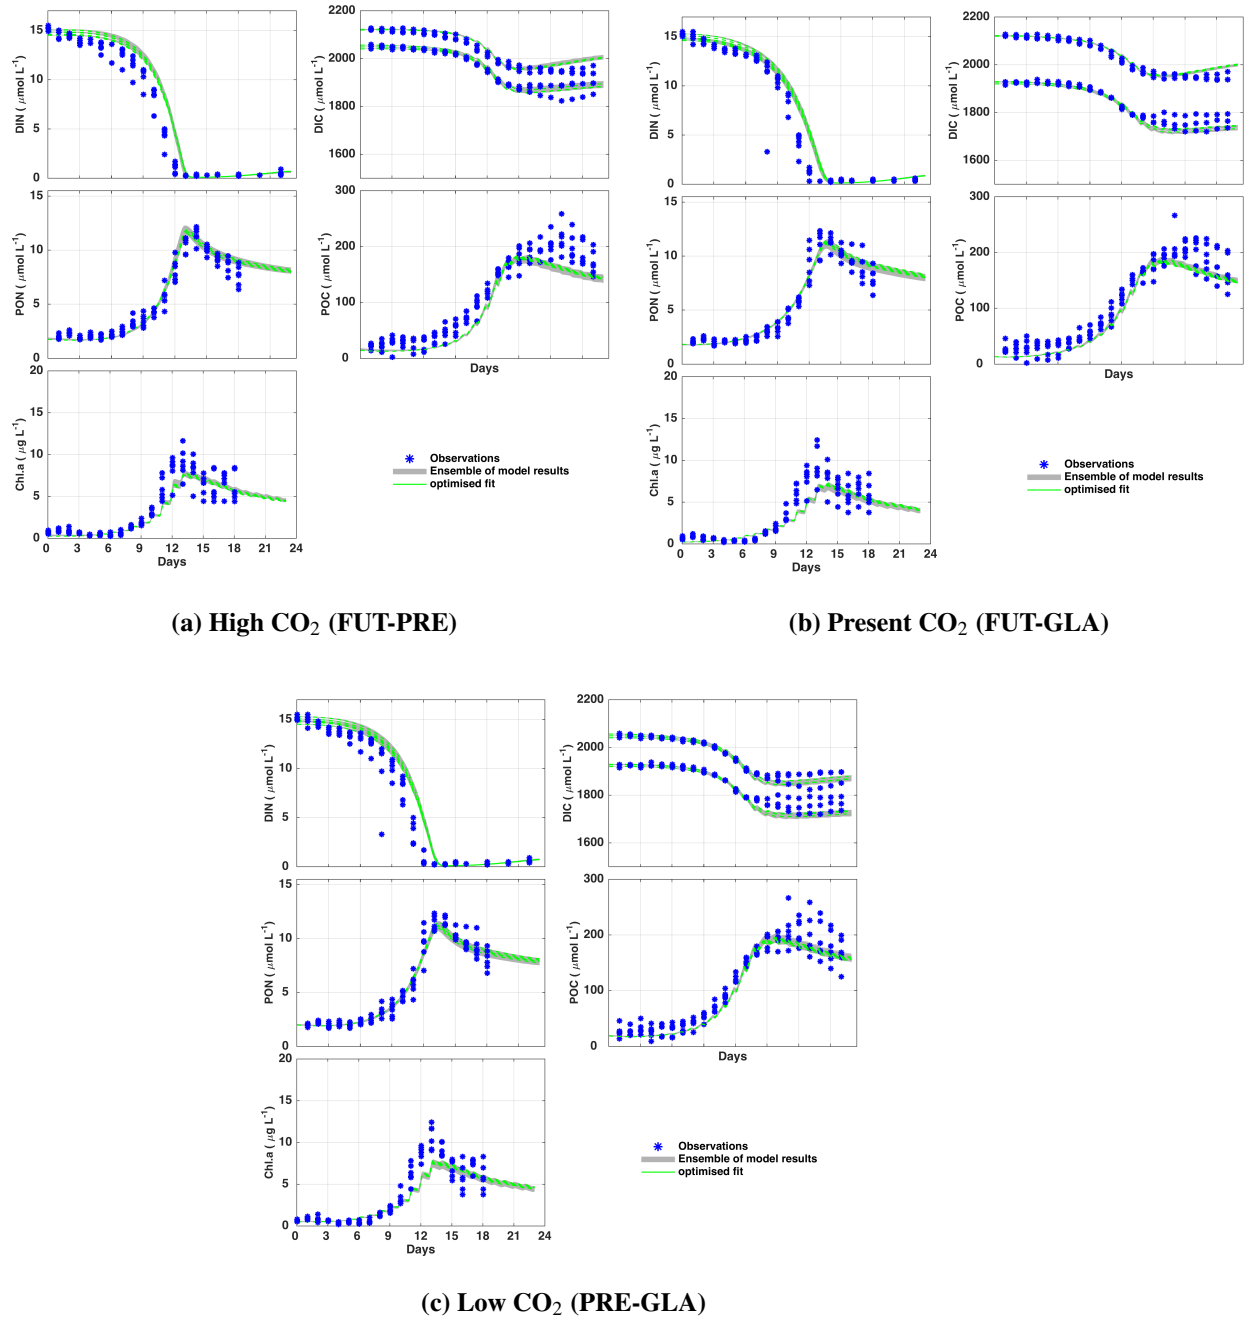 15
10
5
0
DIN ( μmol L⁻¹)
2200
2000
1800
1600
DIC ( μmol L⁻¹)
15
10
5
0
PON ( μmol L⁻¹)
300
200
100
0
POC ( μmol L⁻¹)
Days
20
15
10
5
0
Chl.a ( μg L⁻¹)
0 3 6 9 12 15 18 21 24
Days
Observations
Ensemble of model results
optimised fit
(a) High CO₂ (FUT-PRE)
15
10
5
0
DIN ( μmol L⁻¹)
2200
2000
1800
1600
DIC ( μmol L⁻¹)
15
10
5
0
PON ( μmol L⁻¹)
300
200
100
0
POC ( μmol L⁻¹)
Days
20
15
10
5
0
Chl.a ( μg L⁻¹)
0 3 6 9 12 15 18 21 24
Days
Observations
Ensemble of model results
optimised fit
(b) Present CO₂ (FUT-GLA)
15
10
5
0
DIN ( μmol L⁻¹)
2200
2000
1800
1600
DIC ( μmol L⁻¹)
15
10
5
0
PON ( μmol L⁻¹)
300
200
100
0
POC ( μmol L⁻¹)
Days
20
15
10
5
0
Chl.a ( μg L⁻¹)
0 3 6 9 12 15 18 21 24
Days
Observations
Ensemble of model results
optimised fit
(c) Low CO₂ (PRE-GLA)